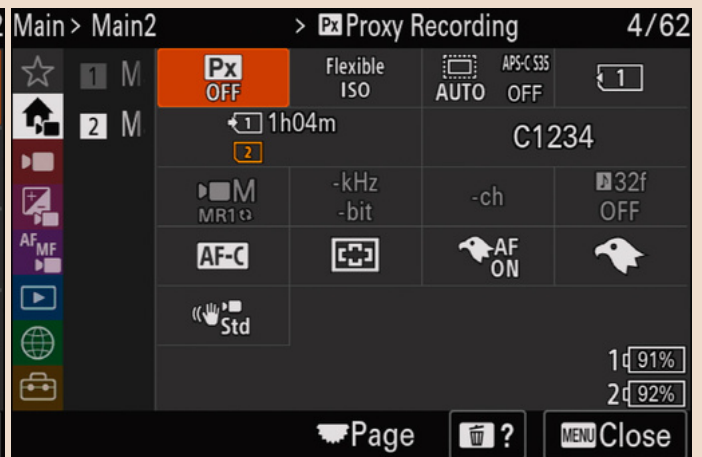 2
Main > Main2 > Px Proxy Recording 4/62
1 M
2 M
Px OFF
Flexible ISO
AUTO APS-C S35 OFF
1
1 1h04m
2
C1234
M MR1
-kHz -bit
-ch
32f OFF
AF-C
AF ON
Std
AFMF
1 91%
2 92%
Page
?
MENU Close